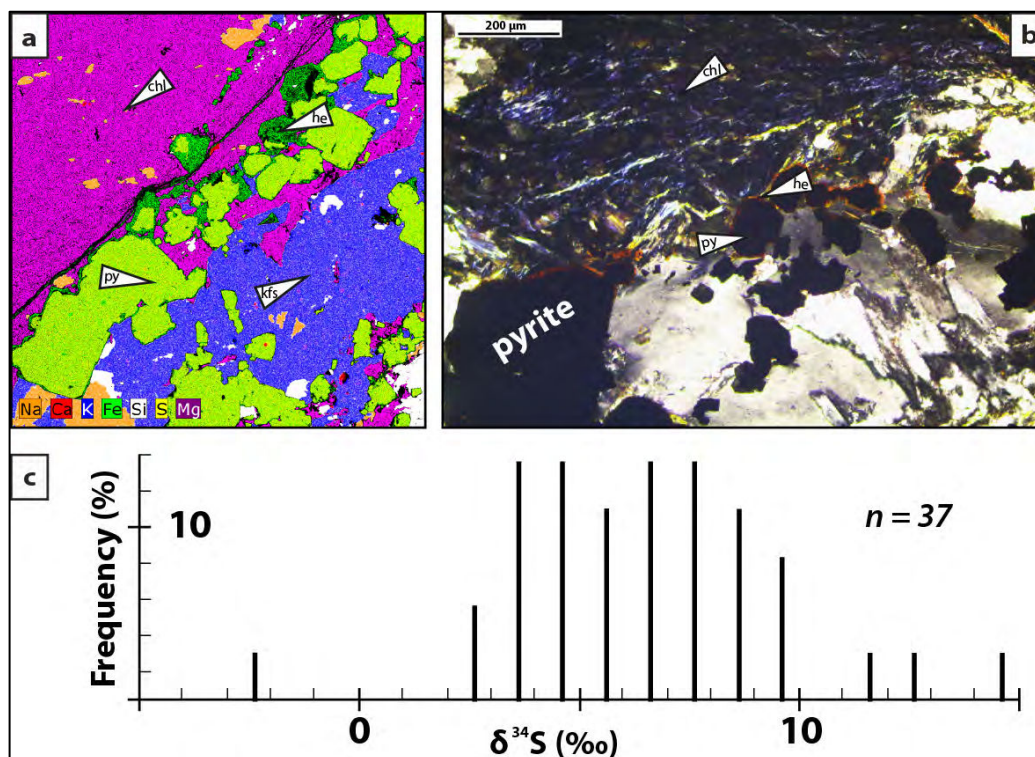 a
chl
he
py
kfs
Na Ca K Fe Si S Mg
200 µm
b
chl
he
py
pyrite
c
Frequency (%)
10
n = 37
0
10
δ³⁴S (‰)